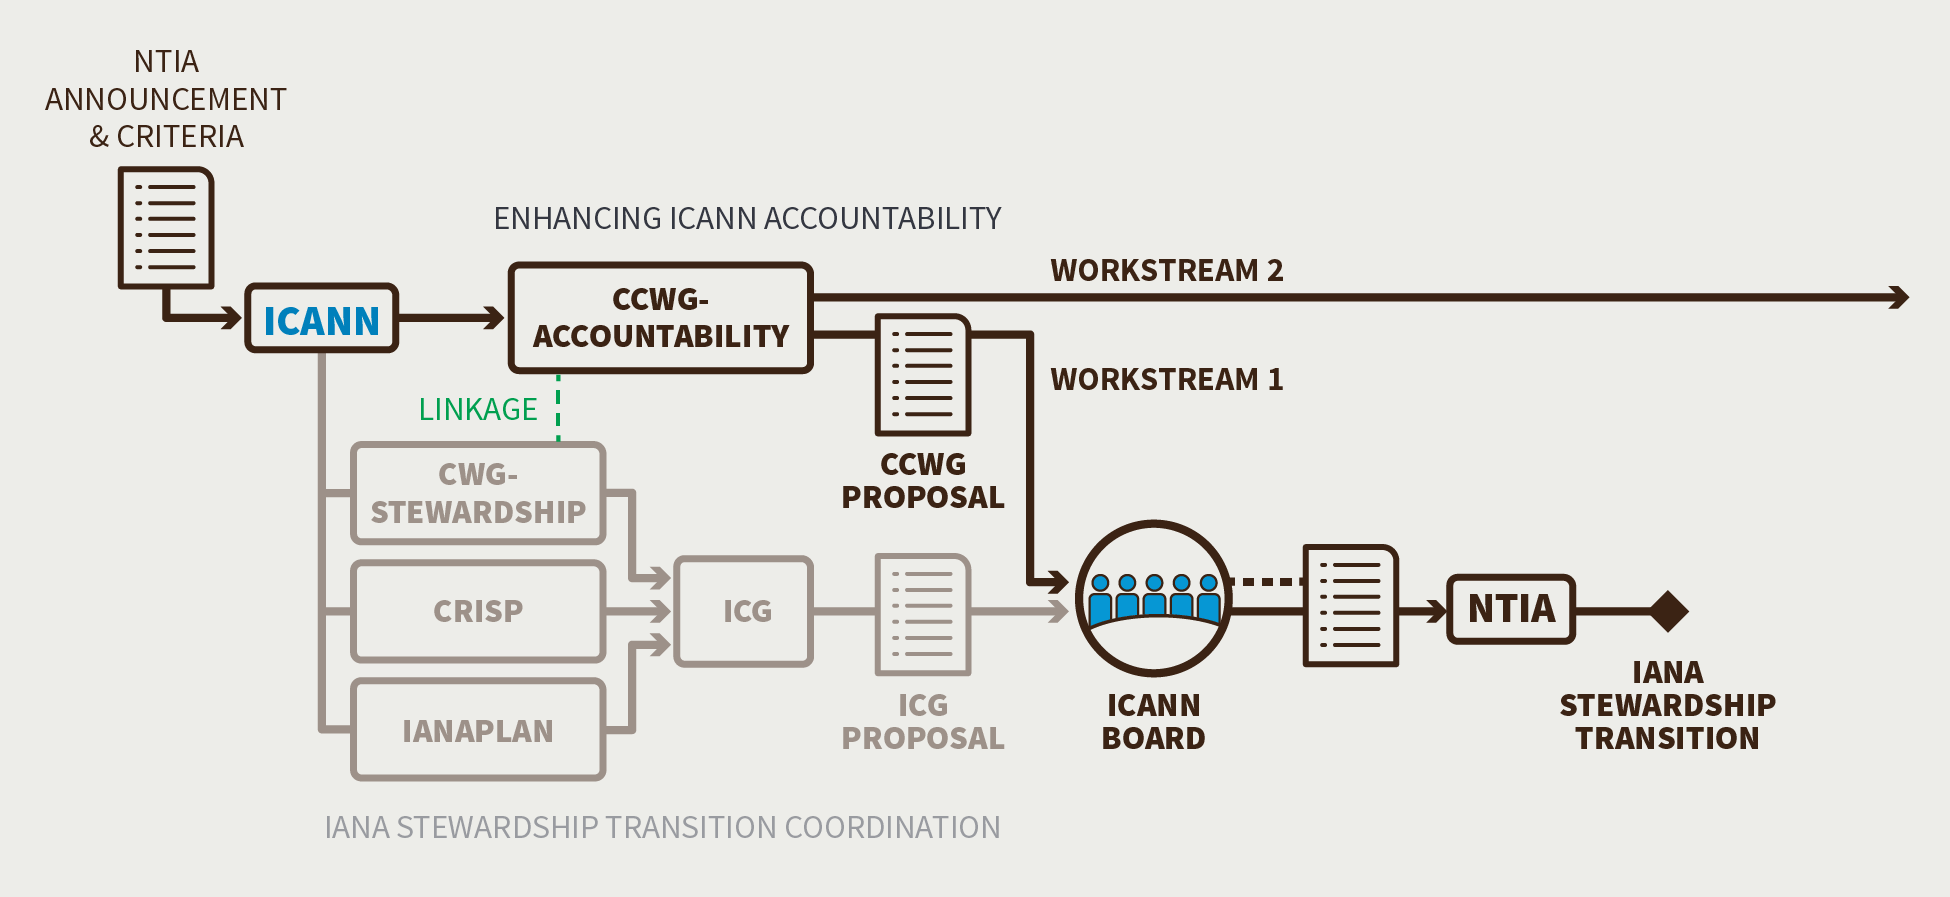 NTIA
ANNOUNCEMENT
& CRITERIA
ICANN
ENHANCING ICANN ACCOUNTABILITY
CCWG-
ACCOUNTABILITY
WORKSTREAM 2
WORKSTREAM 1
CCWG
PROPOSAL
LINKAGE
CWG-
STEWARDSHIP
CRISP
IANAPLAN
ICG
ICG
PROPOSAL
ICANN
BOARD
NTIA
IANA
STEWARDSHIP
TRANSITION
IANA STEWARDSHIP TRANSITION COORDINATION